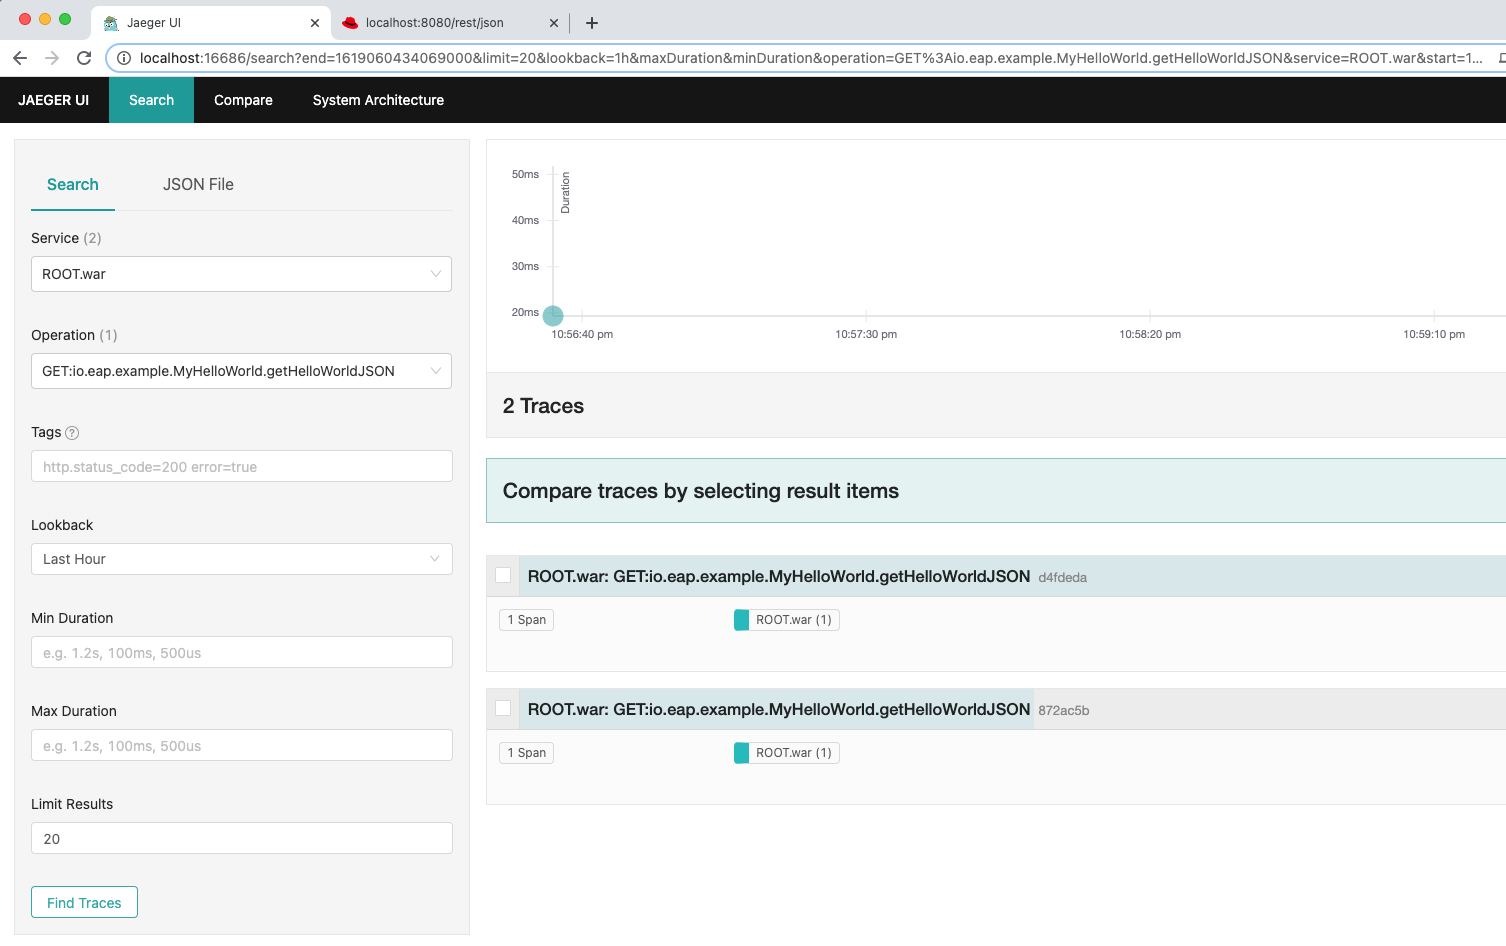 Jaeger UI
localhost:8080/rest/json
localhost:16686/search?end=1619060434069000&limit=20&lookback=1h&maxDuration&minDuration&operation=GET%3Aio.eap.example.MyHelloWorld.getHelloWorldJSON&service=ROOT.war&start=1...
JAEGER UI
Search
Compare
System Architecture
Search
JSON File
Service (2)
ROOT.war
Operation (1)
GET:io.eap.example.MyHelloWorld.getHelloWorldJSON
Tags ?
http.status_code=200 error=true
Lookback
Last Hour
Min Duration
e.g. 1.2s, 100ms, 500us
Max Duration
e.g. 1.2s, 100ms, 500us
Limit Results
20
Find Traces
50ms
40ms
30ms
20ms
Duration
10:56:40 pm
10:57:30 pm
10:58:20 pm
10:59:10 pm
2 Traces
Compare traces by selecting result items
ROOT.war: GET:io.eap.example.MyHelloWorld.getHelloWorldJSON d4fdeda
1 Span
ROOT.war (1)
ROOT.war: GET:io.eap.example.MyHelloWorld.getHelloWorldJSON 872ac5b
1 Span
ROOT.war (1)